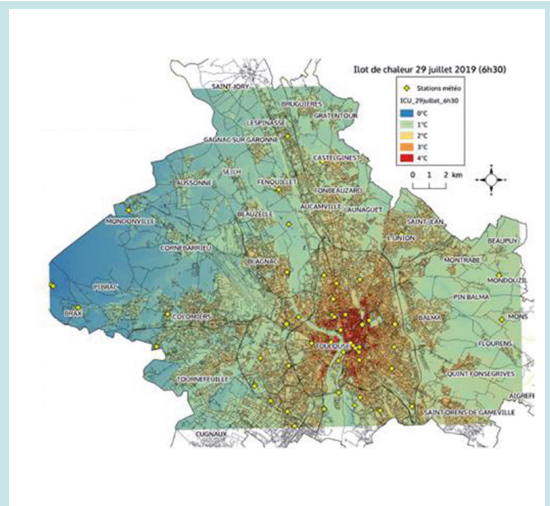 Ilot de chaleur 29 juillet 2019 (6h30)
Stations météo
ICU_29juillet_6h30
0°C
1°C
2°C
3°C
4°C
0 1 2 km
SAINT JORY
BRUGUIERES
LESPINASSE
GRATENTOUR
GAGNAC SUR GARONNE
CASTELGINEST
SEILH
AUSSONNE
FENOUILLET
FONBEAUZARD
AUCAMVILLE
LAUNAGUET
MONDONVILLE
BEAUZELLE
SAINT JEAN
L'UNION
BEAUPUY
CORNEBARRIEU
MONTRABE
BLAGNAC
MONDOUZIL
PIBRAC
PIN BALMA
BRAX
COLOMIERS
BALMA
MONS
TOULOUSE
FLOURENS
TOURNEFEUILLE
QUINT FONSEGRIVES
AIGREFE
SAINT ORENS DE GAMEVILLE
CUGNAUX